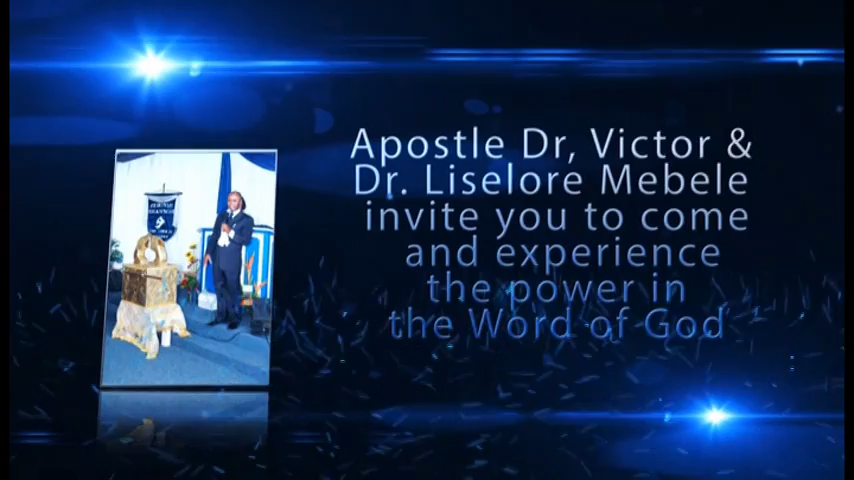 Apostle Dr, Victor &
Dr. Liselore Mebele
invite you to come
and experience
the power in
the Word of God